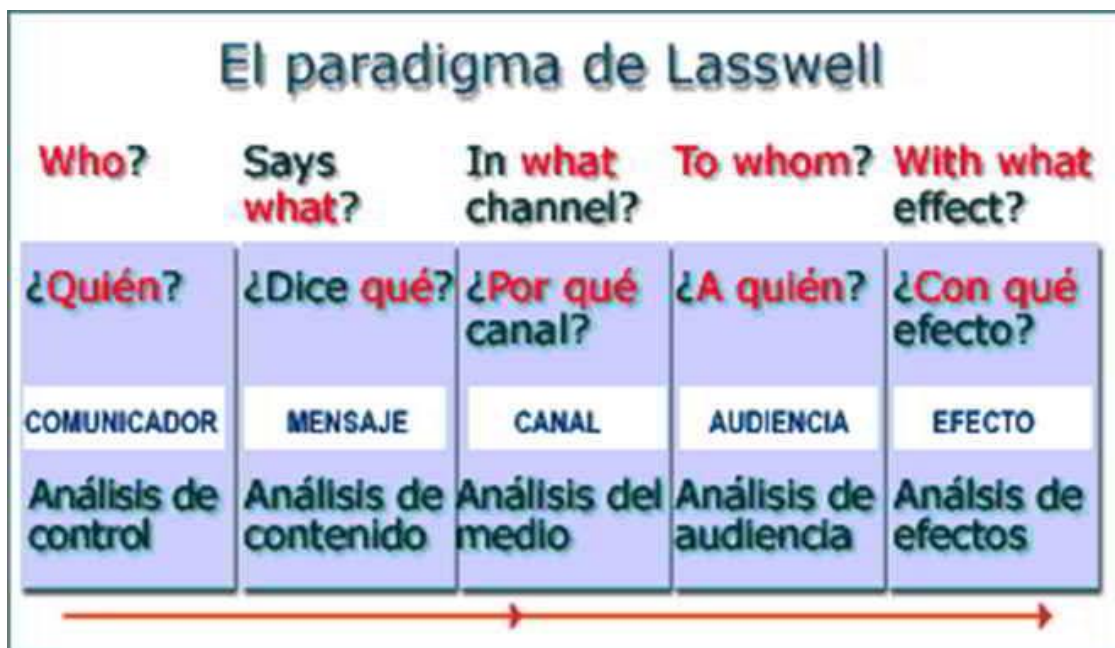 El paradigma de Lasswell
Who?
Says
what?
In what
channel?
To whom?
With what
effect?
¿Quién?
¿Dice qué?
¿Por qué
canal?
¿A quién?
¿Con qué
efecto?
COMUNICADOR
MENSAJE
CANAL
AUDIENCIA
EFECTO
Análisis de
control
Análisis de
contenido
Análisis del
medio
Análisis de
audiencia
Análsis de
efectos